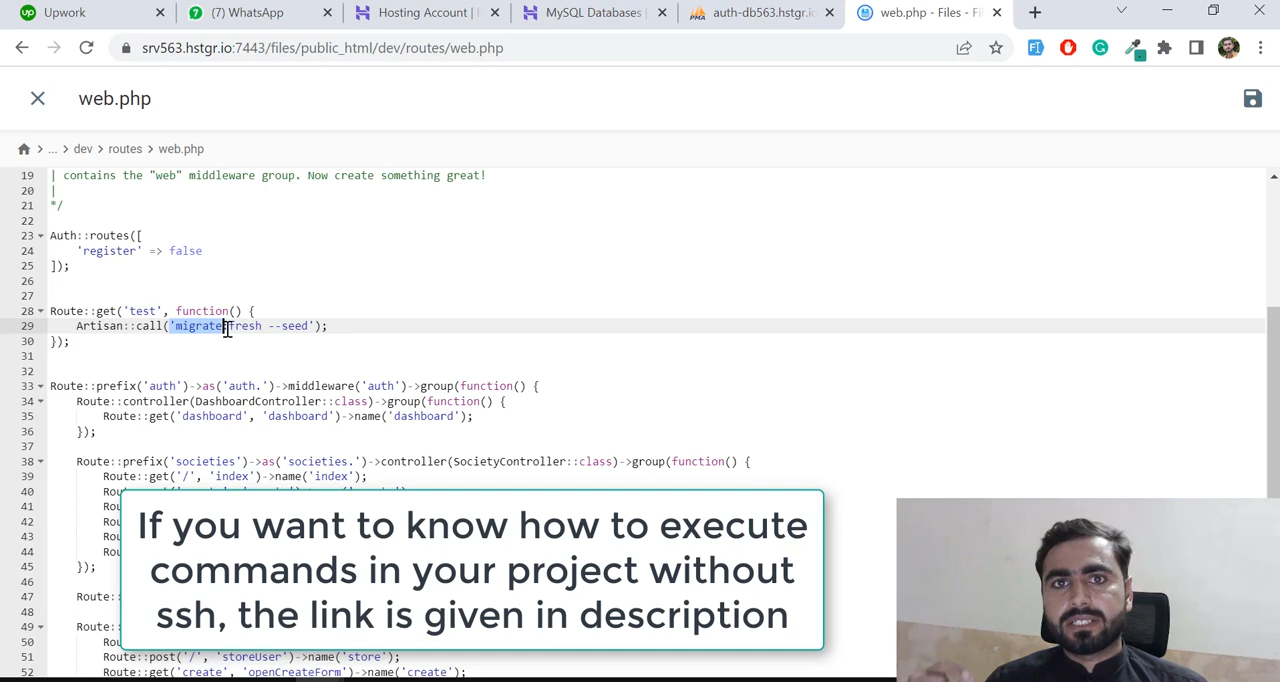 Upwork
(7) WhatsApp
Hosting Account | h
MySQL Databases |
auth-db563.hstgr.io
web.php - Files - Fi
srv563.hstgr.io:7443/files/public_html/dev/routes/web.php
web.php
... dev routes web.php
19 | contains the "web" middleware group. Now create something great!
20 |
21 */
22
23 Auth::routes([
24 'register' => false
25 ]);
26
27
28 Route::get('test', function() {
29 Artisan::call('migrate:fresh --seed');
30 });
31
32
33 Route::prefix('auth')->as('auth.')->middleware('auth')->group(function() {
34 Route::controller(DashboardController::class)->group(function() {
35 Route::get('dashboard', 'dashboard')->name('dashboard');
36 });
37
38 Route::prefix('societies')->as('societies.')->controller(SocietyController::class)->group(function() {
39 Route::get('/', 'index')->name('index');
40 Rou
41 Rou
42 Rou
43 Rou
44 Rou
45 });
46
47 Route::
48
49 Route::
50 Rou
51 Route::post('/', 'storeUser')->name('store');
52 Route::get('create', 'openCreateForm')->name('create');
If you want to know how to execute
commands in your project without
ssh, the link is given in description